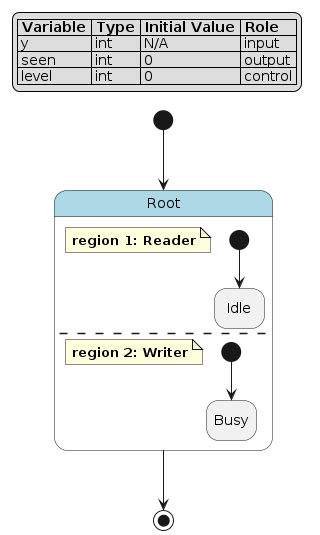 Variable Type Initial Value Role
y int N/A input
seen int 0 output
level int 0 control
Root
region 1: Reader
Idle
region 2: Writer
Busy